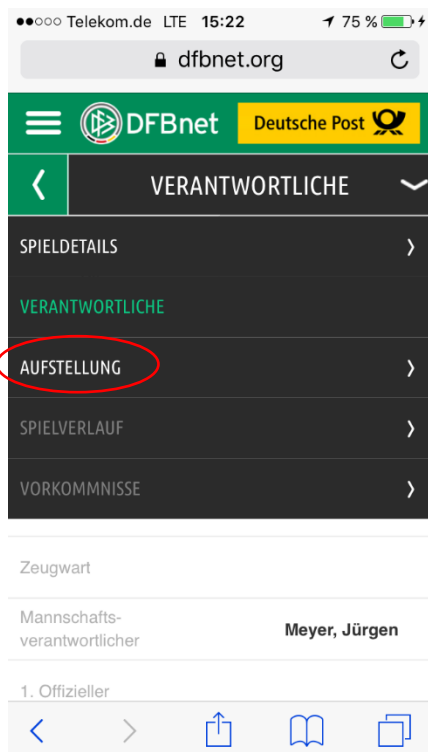 Telekom.de LTE 15:22 75 %
dfbnet.org
DFBnet Deutsche Post
VERANTWORTLICHE
SPIELDETAILS
VERANTWORTLICHE
AUFSTELLUNG
SPIELVERLAUF
VORKOMMNISSE
Zeugwart
Mannschafts-
verantwortlicher Meyer, Jürgen
1. Offizieller